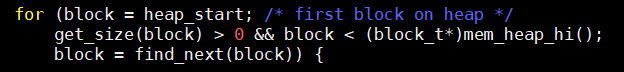 for (block = heap_start; /* first block on heap */
get_size(block) > 0 && block < (block_t*)mem_heap_hi();
block = find_next(block)) {